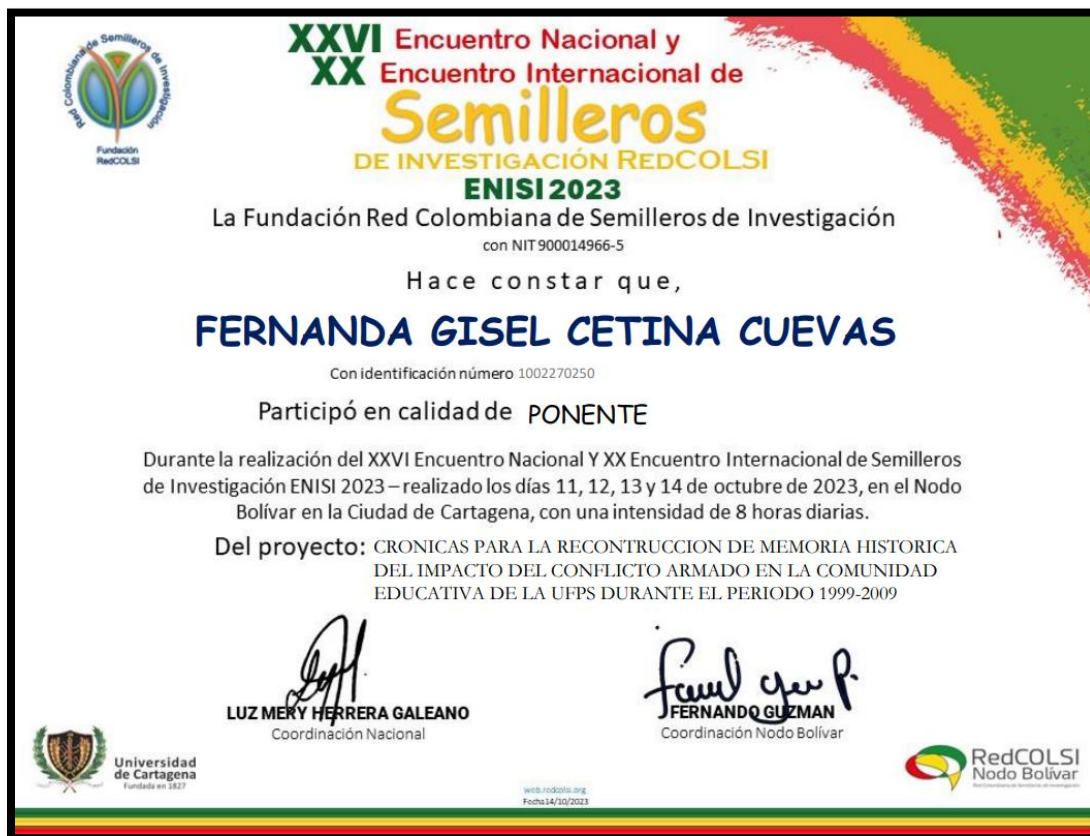 Red Colombiana de Semilleros de Investigación
Fundación
RedCOLSI
XXVI Encuentro Nacional y
XX Encuentro Internacional de
Semilleros
DE INVESTIGACIÓN REDCOLSI
ENISI 2023
La Fundación Red Colombiana de Semilleros de Investigación
con NIT 900014966-5
Hace constar que,
FERNANDA GISEL CETINA CUEVAS
Con identificación número 1002270250
Participó en calidad de PONENTE
Durante la realización del XXVI Encuentro Nacional Y XX Encuentro Internacional de Semilleros
de Investigación ENISI 2023 – realizado los días 11, 12, 13 y 14 de octubre de 2023, en el Nodo
Bolívar en la Ciudad de Cartagena, con una intensidad de 8 horas diarias.
Del proyecto: CRONICAS PARA LA RECONTRUCCION DE MEMORIA HISTORICA
DEL IMPACTO DEL CONFLICTO ARMADO EN LA COMUNIDAD
EDUCATIVA DE LA UFPS DURANTE EL PERIODO 1999-2009
LUZ MERY HERRERA GALEANO
Coordinación Nacional
FERNANDO GUZMAN
Coordinación Nodo Bolívar
Universidad
de Cartagena
Fundada en 1827
web.redcolsi.org
Fecha14/10/2023
RedCOLSI
Nodo Bolívar
Red Colombiana de Semilleros de Investigación